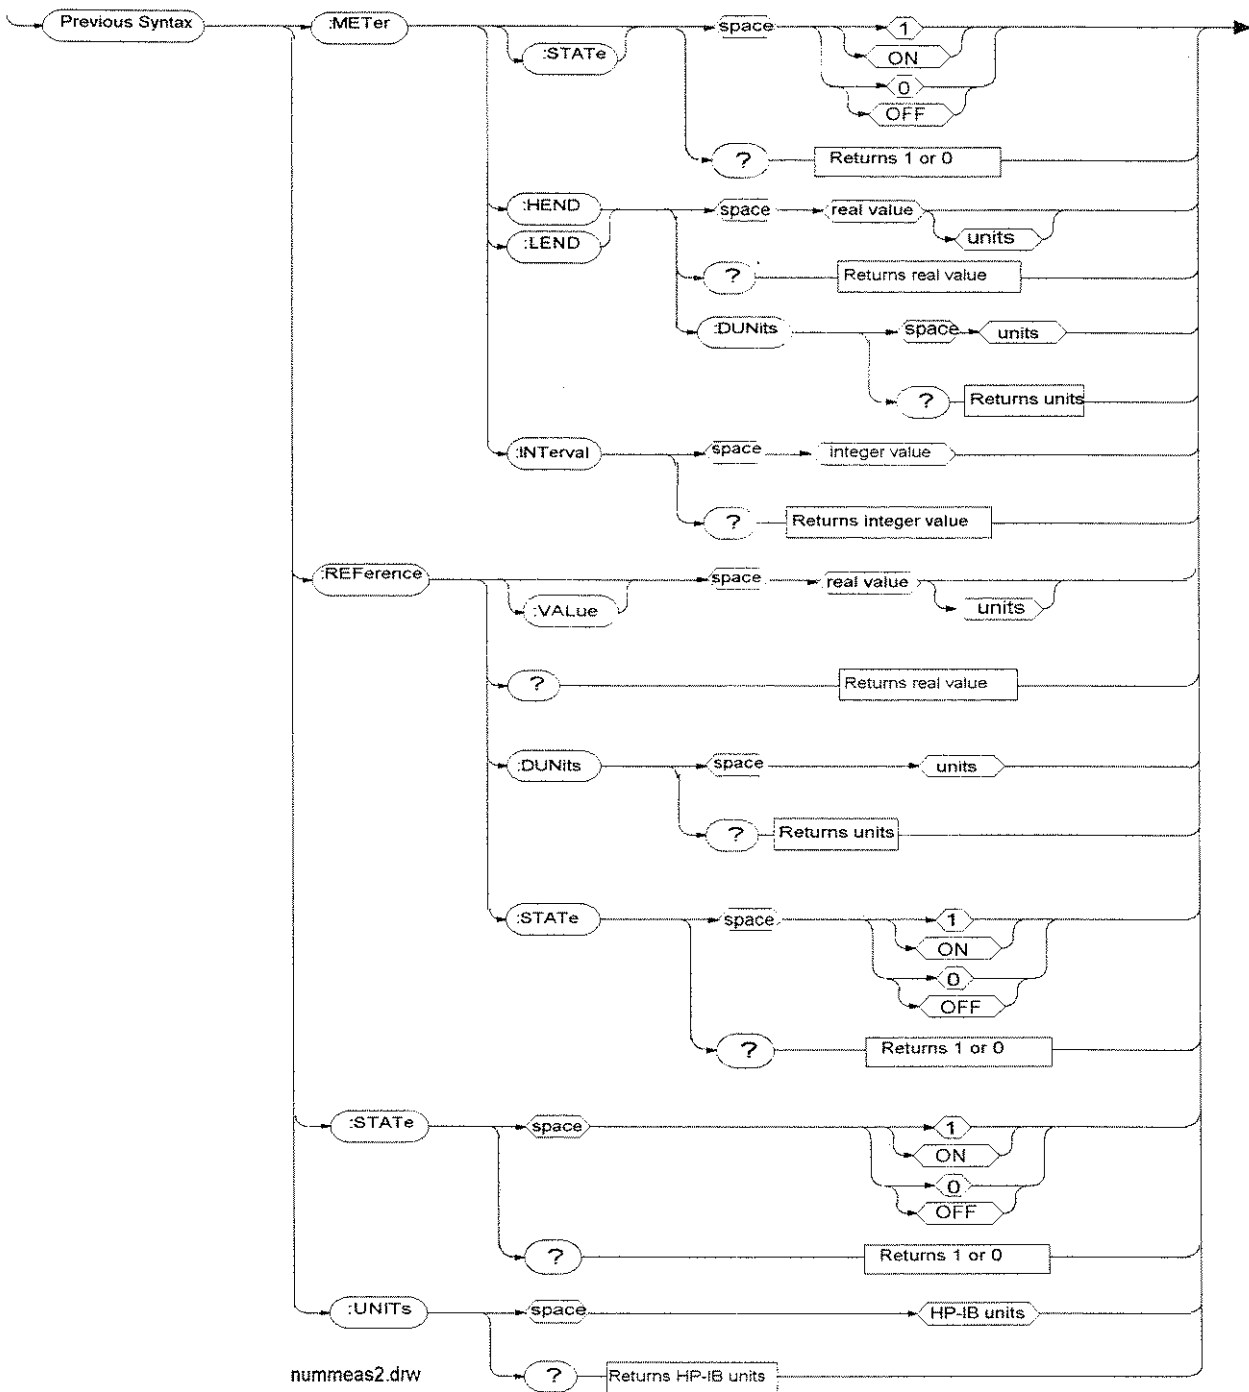 Previous Syntax
:METer
space
1
:STATe
ON
0
OFF
?
Returns 1 or 0
:HEND
space
real value
:LEND
units
?
Returns real value
:DUNits
space
units
?
Returns units
:INTerval
space
integer value
?
Returns integer value
:REFerence
space
real value
:VALue
units
?
Returns real value
:DUNits
space
units
?
Returns units
:STATe
space
1
ON
0
OFF
?
Returns 1 or 0
:STATe
space
1
ON
0
OFF
?
Returns 1 or 0
:UNITs
space
HP-IB units
nummeas2.drw
?
Returns HP-IB units